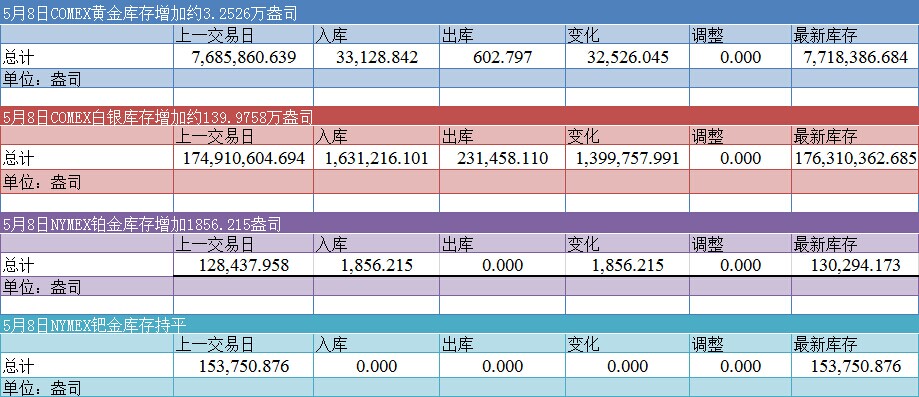 5月8日COMEX黄金库存增加约3.2526万盎司
上一交易日 入库 出库 变化 调整 最新库存
总计 7,685,860.639 33,128.842 602.797 32,526.045 0.000 7,718,386.684
单位：盎司
5月8日COMEX白银库存增加约139.9758万盎司
上一交易日 入库 出库 变化 调整 最新库存
总计 174,910,604.694 1,631,216.101 231,458.110 1,399,757.991 0.000 176,310,362.685
单位：盎司
5月8日NYMEX铂金库存增加1856.215盎司
上一交易日 入库 出库 变化 调整 最新库存
总计 128,437.958 1,856.215 0.000 1,856.215 0.000 130,294.173
单位：盎司
5月8日NYMEX钯金库存持平
上一交易日 入库 出库 变化 调整 最新库存
总计 153,750.876 0.000 0.000 0.000 0.000 153,750.876
单位：盎司